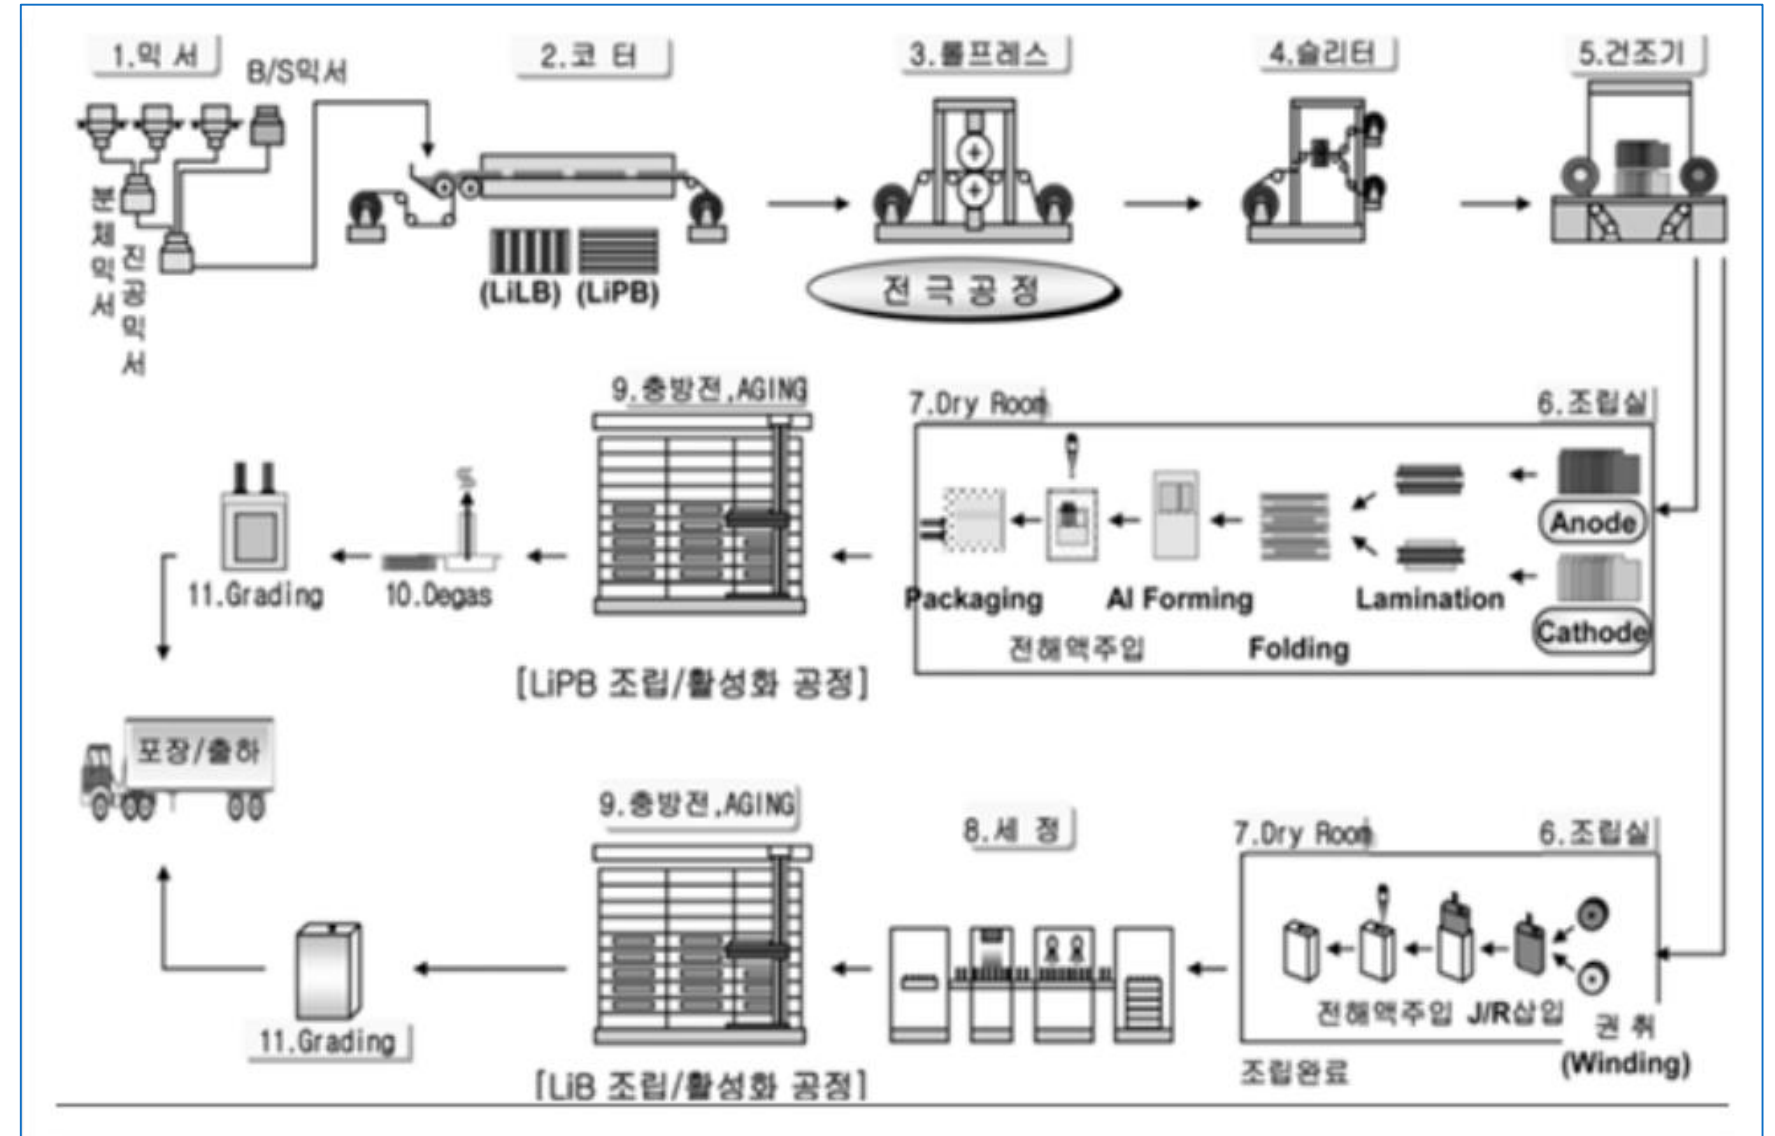 1.믹 서
B/S믹서
2.코 터
3.롤프레스
4.슬리터
5.건조기
분체믹서
진공믹서
(LiLB) (LiPB)
전 극 공 정
9.충방전,AGING
7.Dry Room
6.조립실
Anode
Cathode
11.Grading
10.Degas
Packaging
Al Forming
Lamination
전해액주입
Folding
[LiPB 조립/활성화 공정]
포장/출하
9.충방전,AGING
8.세 정
7.Dry Room
6.조립실
전해액주입 J/R삽입
권 취
(Winding)
조립완료
11.Grading
[LiB 조립/활성화 공정]